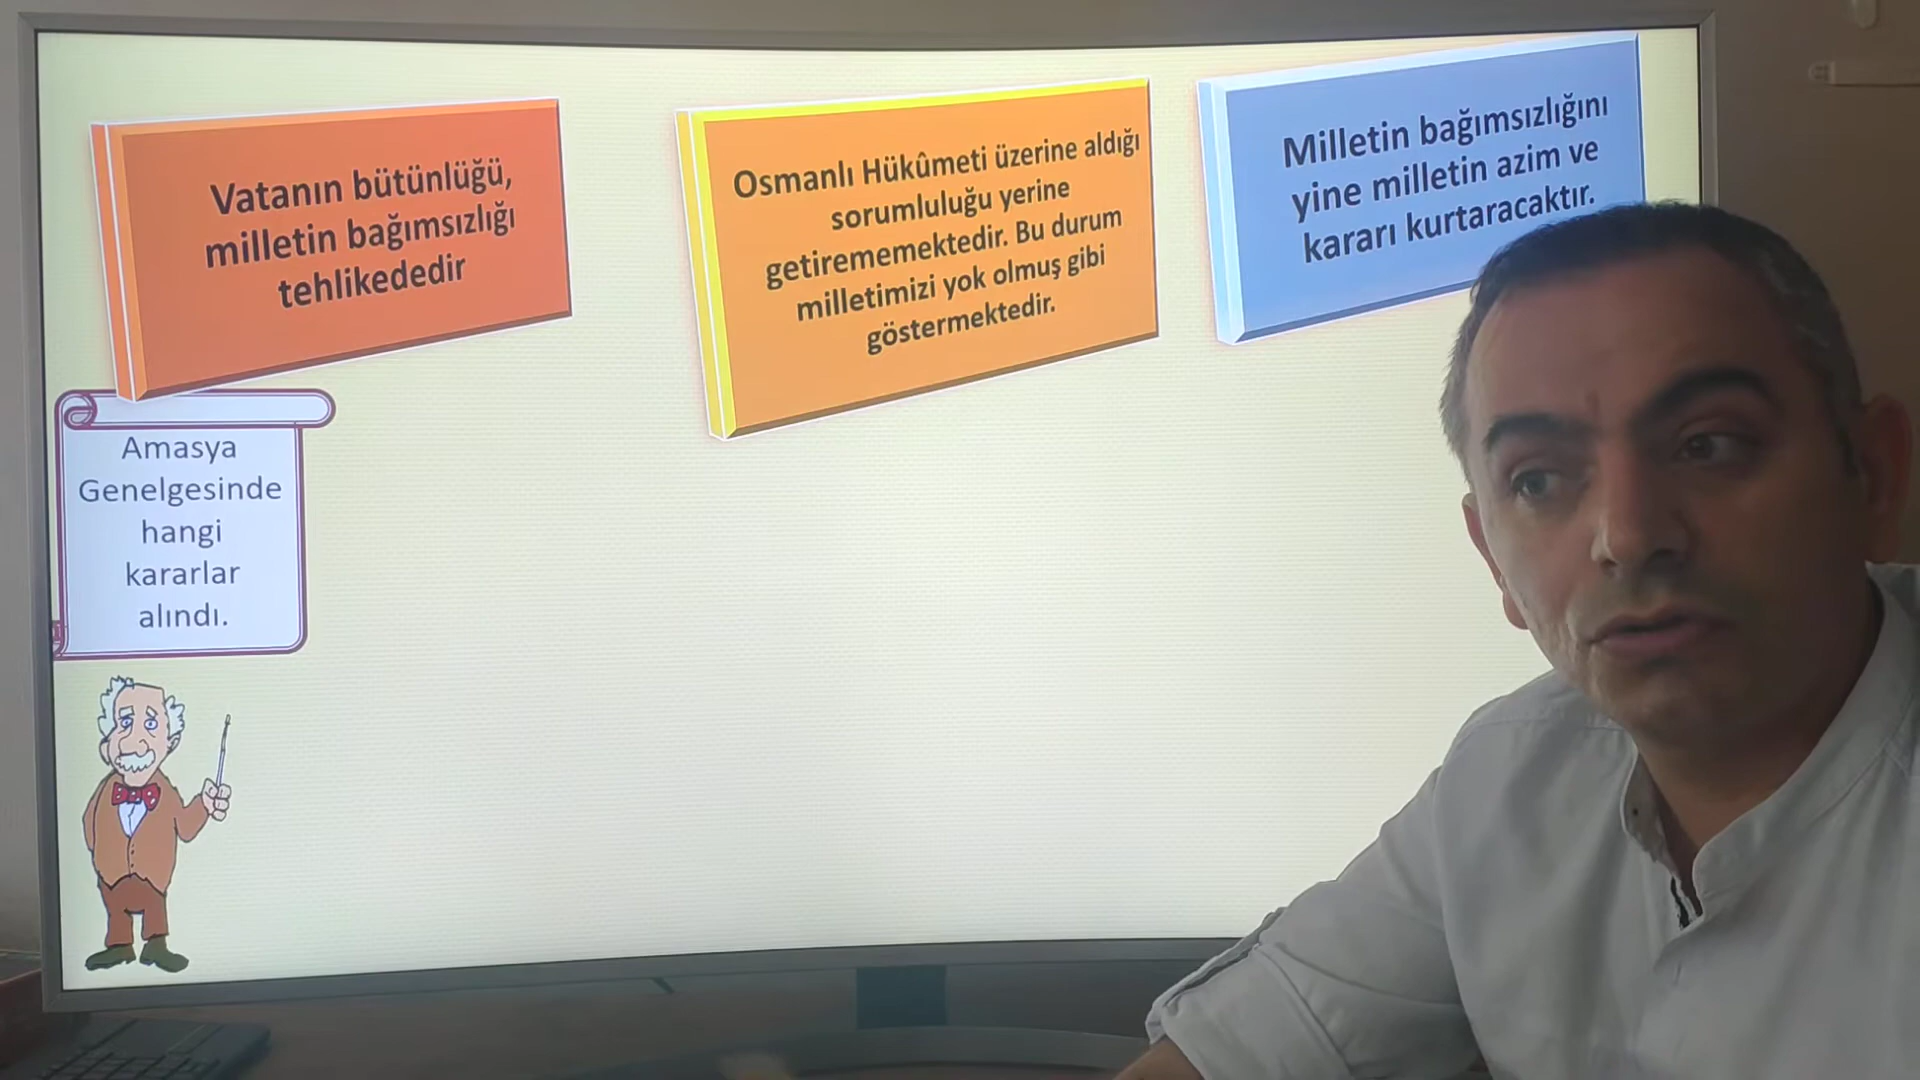 Vatanın bütünlüğü,
milletin bağımsızlığı
tehlikededir
Osmanlı Hükûmeti üzerine aldığı
sorumluluğu yerine
getirememektedir. Bu durum
milletimizi yok olmuş gibi
göstermektedir.
Milletin bağımsızlığını
yine milletin azim ve
kararı kurtaracaktır.
Amasya
Genelgesinde
hangi
kararlar
alındı.